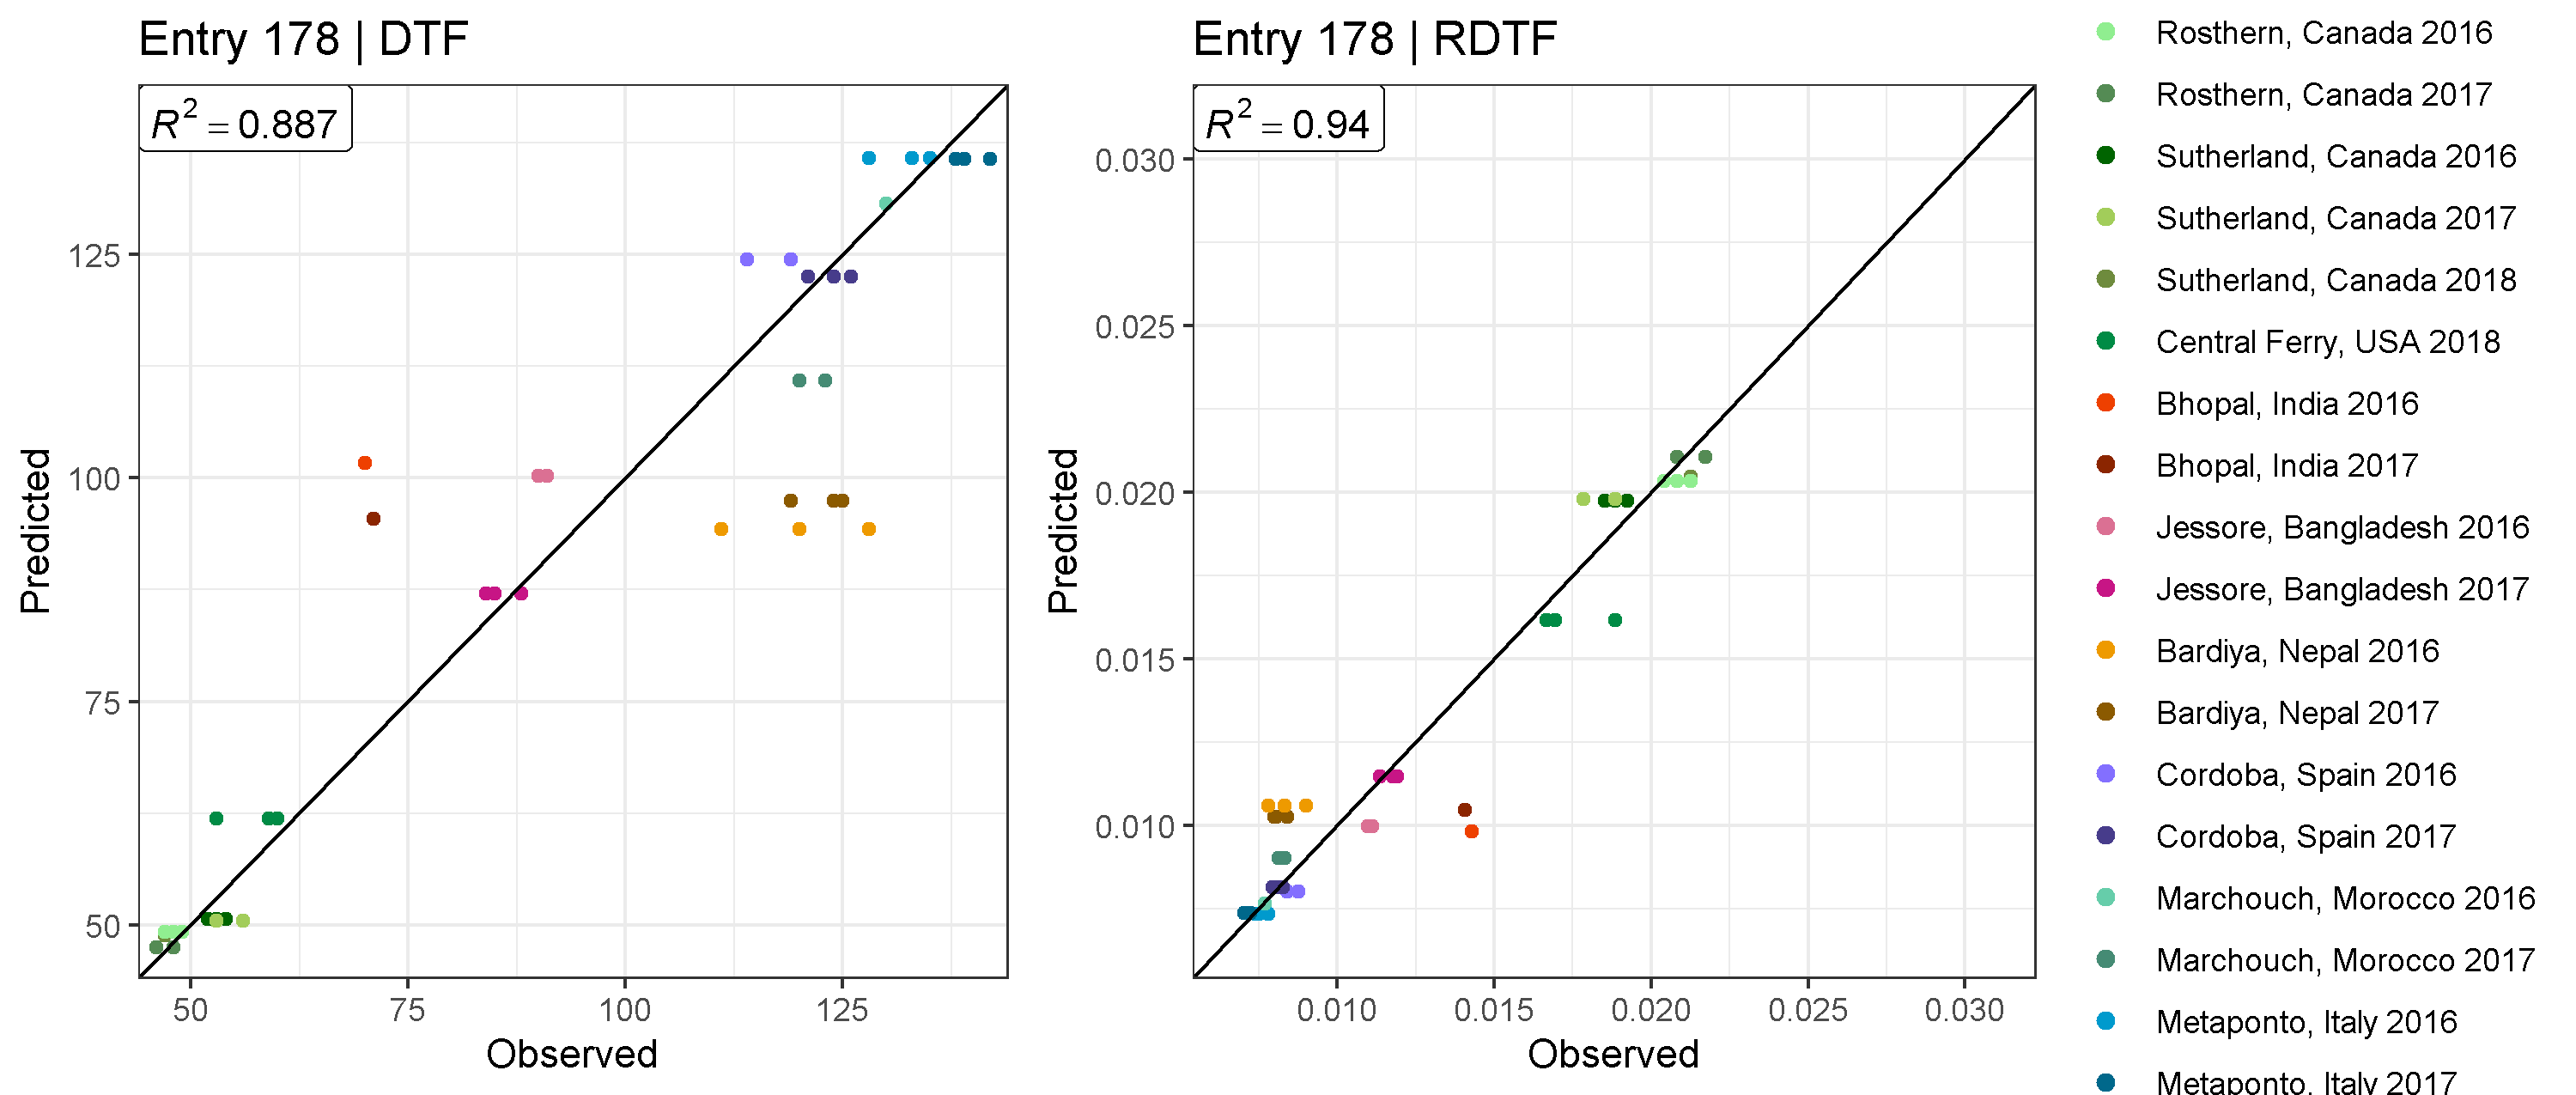 Entry 178 | DTF
R² = 0.887
125
100
75
50
50
75
100
125
Predicted
Observed
Entry 178 | RDTF
R² = 0.94
0.030
0.025
0.020
0.015
0.010
0.010
0.015
0.020
0.025
0.030
Predicted
Observed
Rosthern, Canada 2016
Rosthern, Canada 2017
Sutherland, Canada 2016
Sutherland, Canada 2017
Sutherland, Canada 2018
Central Ferry, USA 2018
Bhopal, India 2016
Bhopal, India 2017
Jessore, Bangladesh 2016
Jessore, Bangladesh 2017
Bardiya, Nepal 2016
Bardiya, Nepal 2017
Cordoba, Spain 2016
Cordoba, Spain 2017
Marchouch, Morocco 2016
Marchouch, Morocco 2017
Metaponto, Italy 2016
Metaponto, Italy 2017